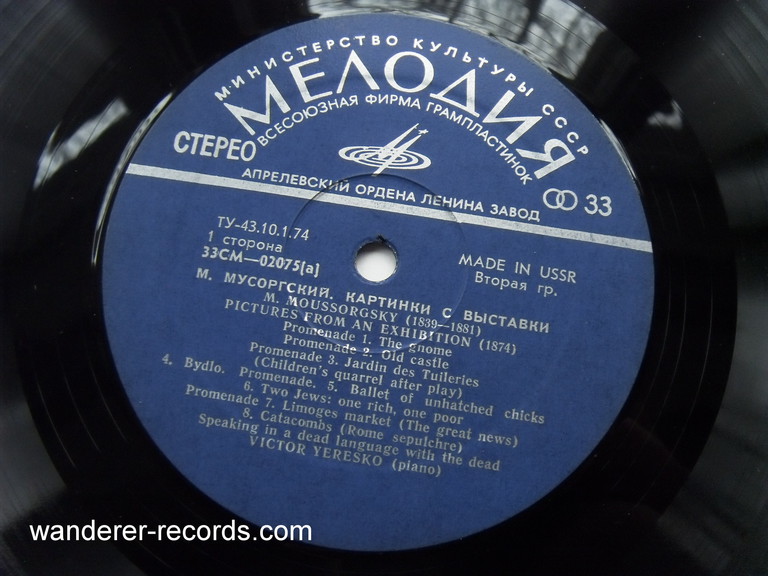 МИНИСТЕРСТВО КУЛЬТУРЫ СССР
МЕЛОДИЯ
ВСЕСОЮЗНАЯ ФИРМА ГРАМПЛАСТИНОК
СТЕРЕО
33
АПРЕЛЕВСКИЙ ОРДЕНА ЛЕНИНА ЗАВОД
ТУ-43.10.1.74
1 сторона
33СМ—02075[a]
MADE IN USSR
Вторая гр.
М. МУСОРГСКИЙ. КАРТИНКИ С ВЫСТАВКИ
M. MOUSSORGSKY (1839—1881)
PICTURES FROM AN EXHIBITION (1874)
Promenade 1. The gnome
Promenade 2. Old castle
Promenade 3. Jardin des Tuileries
(Children's quarrel after play)
4. Bydlo. Promenade. 5. Ballet of unhatched chicks
6. Two Jews: one rich, one poor
Promenade 7. Limoges market (The great news)
8. Catacombs (Rome sepulchre)
Speaking in a dead language with the dead
VICTOR YERESKO (piano)
wanderer-records.com